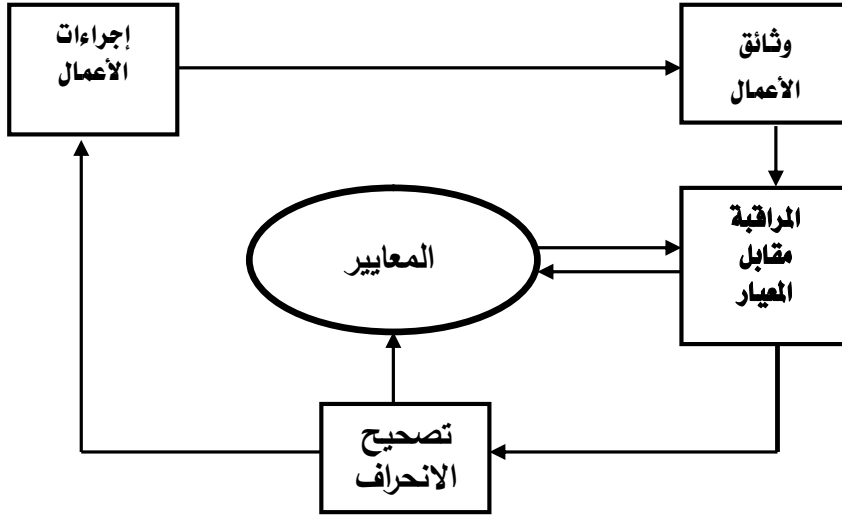 إجراءات
الأعمال
وثائق
الأعمال
المراقبة
مقابل
المعيار
المعايير
تصحيح
الانحراف